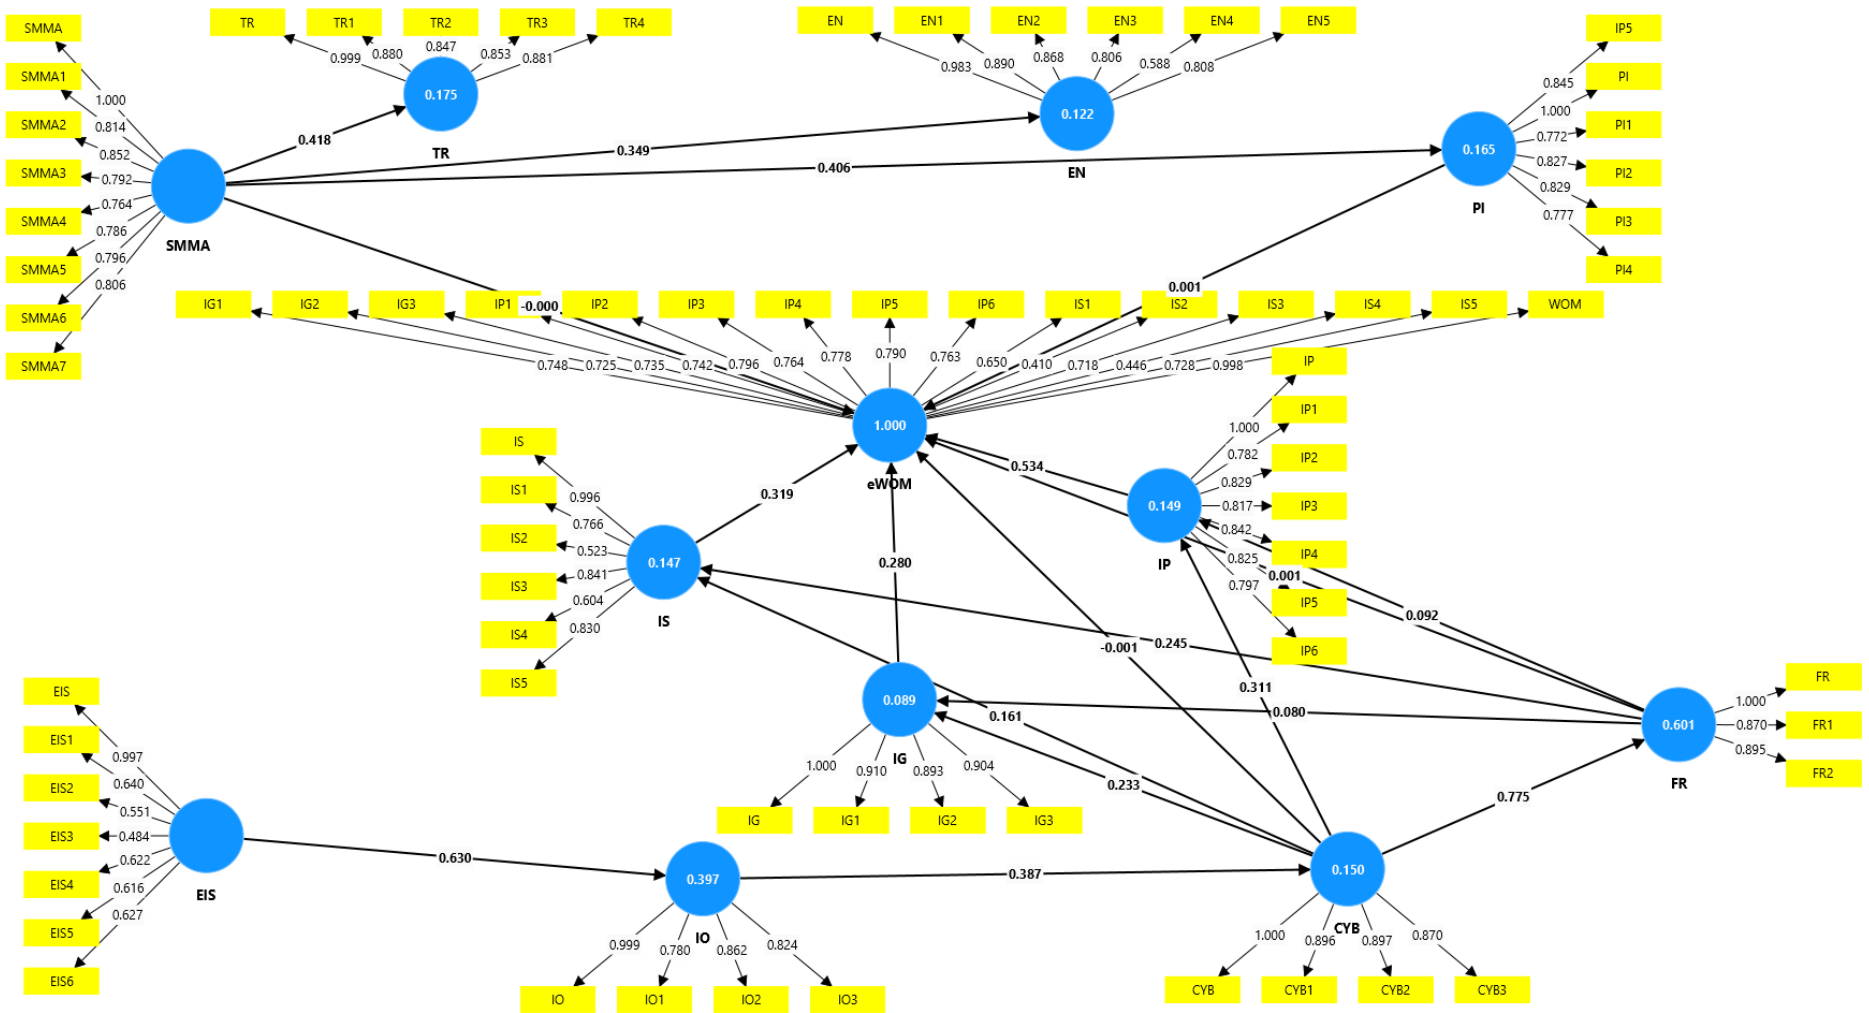 SMMA
SMMA1
SMMA2
SMMA3
SMMA4
SMMA5
SMMA6
SMMA7
1.000
0.814
0.852
0.792
0.764
0.786
0.796
0.806
SMMA
TR
TR1
TR2
TR3
TR4
0.999
0.880
0.847
0.853
0.881
0.175
TR
EN
EN1
EN2
EN3
EN4
EN5
0.983
0.890
0.868
0.806
0.588
0.808
0.122
EN
IP5
PI
PI1
PI2
PI3
PI4
0.845
1.000
0.772
0.827
0.829
0.777
0.165
PI
0.418
0.349
0.406
-0.000
0.001
IG1
IG2
IG3
IP1
IP2
IP3
IP4
IP5
IP6
IS1
IS2
IS3
IS4
IS5
WOM
0.748
0.725
0.735
0.742
0.796
0.764
0.778
0.790
0.763
0.650
0.410
0.718
0.446
0.728
0.998
1.000
eWOM
IS
IS1
IS2
IS3
IS4
IS5
0.996
0.766
0.523
0.841
0.604
0.830
0.147
IS
0.319
0.280
0.534
IP
IP1
IP2
IP3
IP4
IP5
IP6
1.000
0.782
0.829
0.817
0.842
0.825
0.797
0.149
IP
0.001
0.092
0.245
-0.001
0.311
0.080
0.161
0.233
0.775
0.089
IG
1.000
0.910
0.893
0.904
IG
IG1
IG2
IG3
0.601
FR
1.000
0.870
0.895
FR
FR1
FR2
EIS
EIS1
EIS2
EIS3
EIS4
EIS5
EIS6
0.997
0.640
0.551
0.484
0.622
0.616
0.627
EIS
0.630
0.397
IO
0.999
0.780
0.862
0.824
IO
IO1
IO2
IO3
0.387
0.150
CYB
1.000
0.896
0.897
0.870
CYB
CYB1
CYB2
CYB3